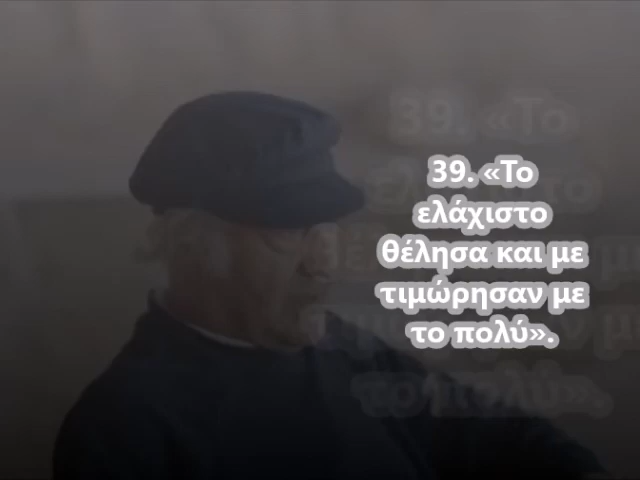 39. «Το
ελάχιστο
θέλησα και με
τιμώρησαν με
το πολύ».